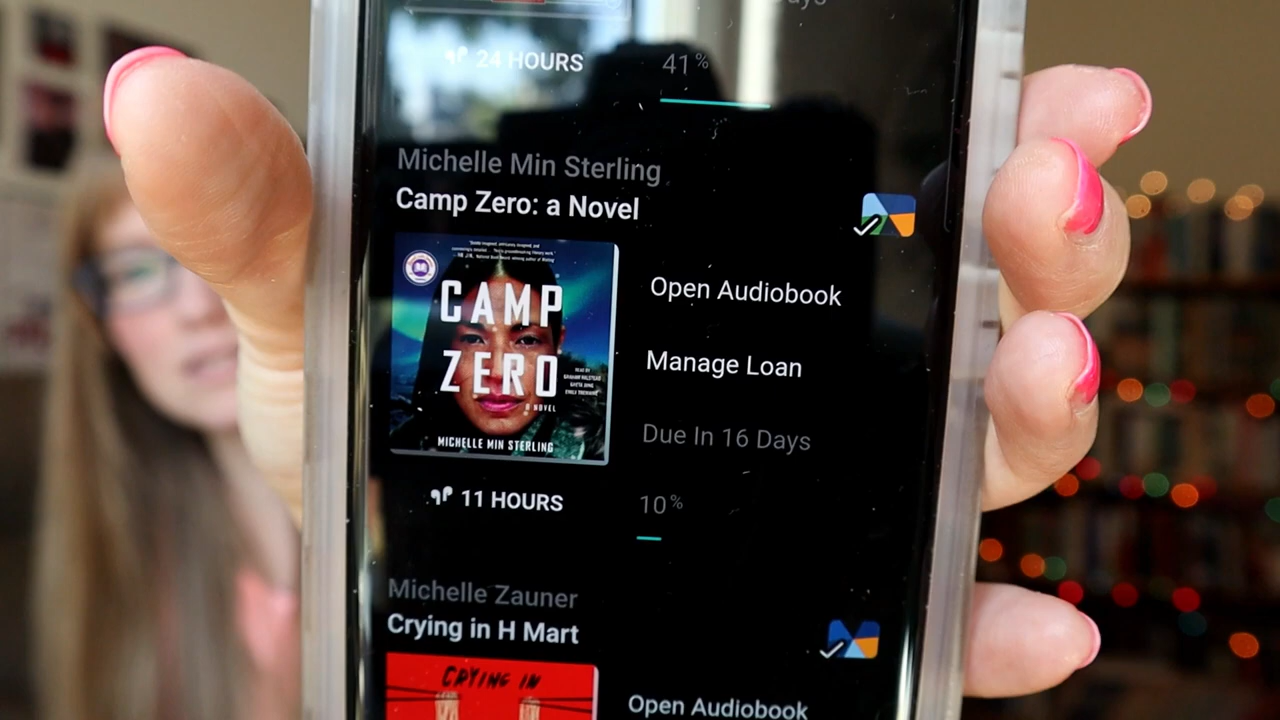 Days
24 HOURS
41%
Michelle Min Sterling
Camp Zero: a Novel
CAMP
ZERO
A NOVEL
MICHELLE MIN STERLING
Open Audiobook
Manage Loan
Due In 16 Days
11 HOURS
10%
Michelle Zauner
Crying in H Mart
CRYING IN
Open Audiobook